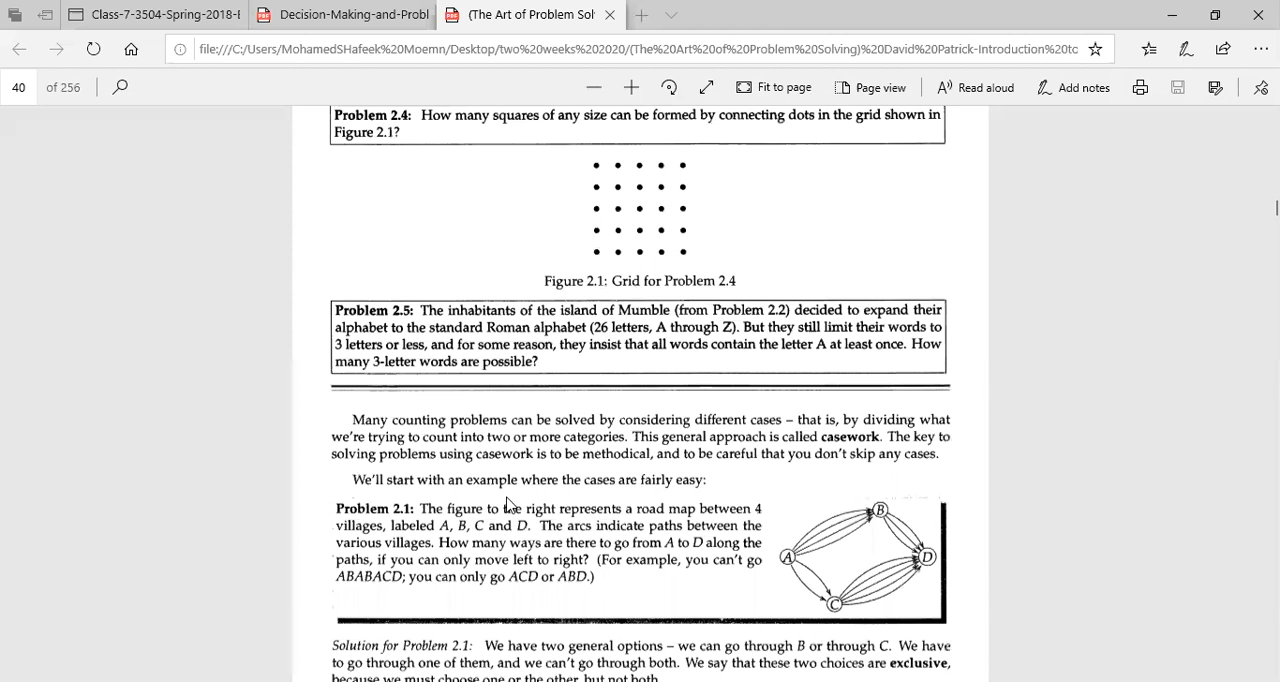 Class-7-3504-Spring-2018-I
Decision-Making-and-Probl
(The Art of Problem Sol
file:///C:/Users/MohamedSHafeek%20Moemn/Desktop/two%20weeks%202020/(The%20Art%20of%20Problem%20Solving)%20David%20Patrick-Introduction%20tc
40 of 256
Fit to page
Page view
Read aloud
Add notes
Problem 2.4: How many squares of any size can be formed by connecting dots in the grid shown in
Figure 2.1?
Figure 2.1: Grid for Problem 2.4
Problem 2.5: The inhabitants of the island of Mumble (from Problem 2.2) decided to expand their
alphabet to the standard Roman alphabet (26 letters, A through Z). But they still limit their words to
3 letters or less, and for some reason, they insist that all words contain the letter A at least once. How
many 3-letter words are possible?
Many counting problems can be solved by considering different cases – that is, by dividing what
we're trying to count into two or more categories. This general approach is called casework. The key to
solving problems using casework is to be methodical, and to be careful that you don't skip any cases.
We'll start with an example where the cases are fairly easy:
Problem 2.1: The figure to the right represents a road map between 4
villages, labeled A, B, C and D. The arcs indicate paths between the
various villages. How many ways are there to go from A to D along the
paths, if you can only move left to right? (For example, you can't go
ABABACD; you can only go ACD or ABD.)
B
A
D
C
Solution for Problem 2.1: We have two general options – we can go through B or through C. We have
to go through one of them, and we can't go through both. We say that these two choices are exclusive,
because we must choose one or the other, but not both.